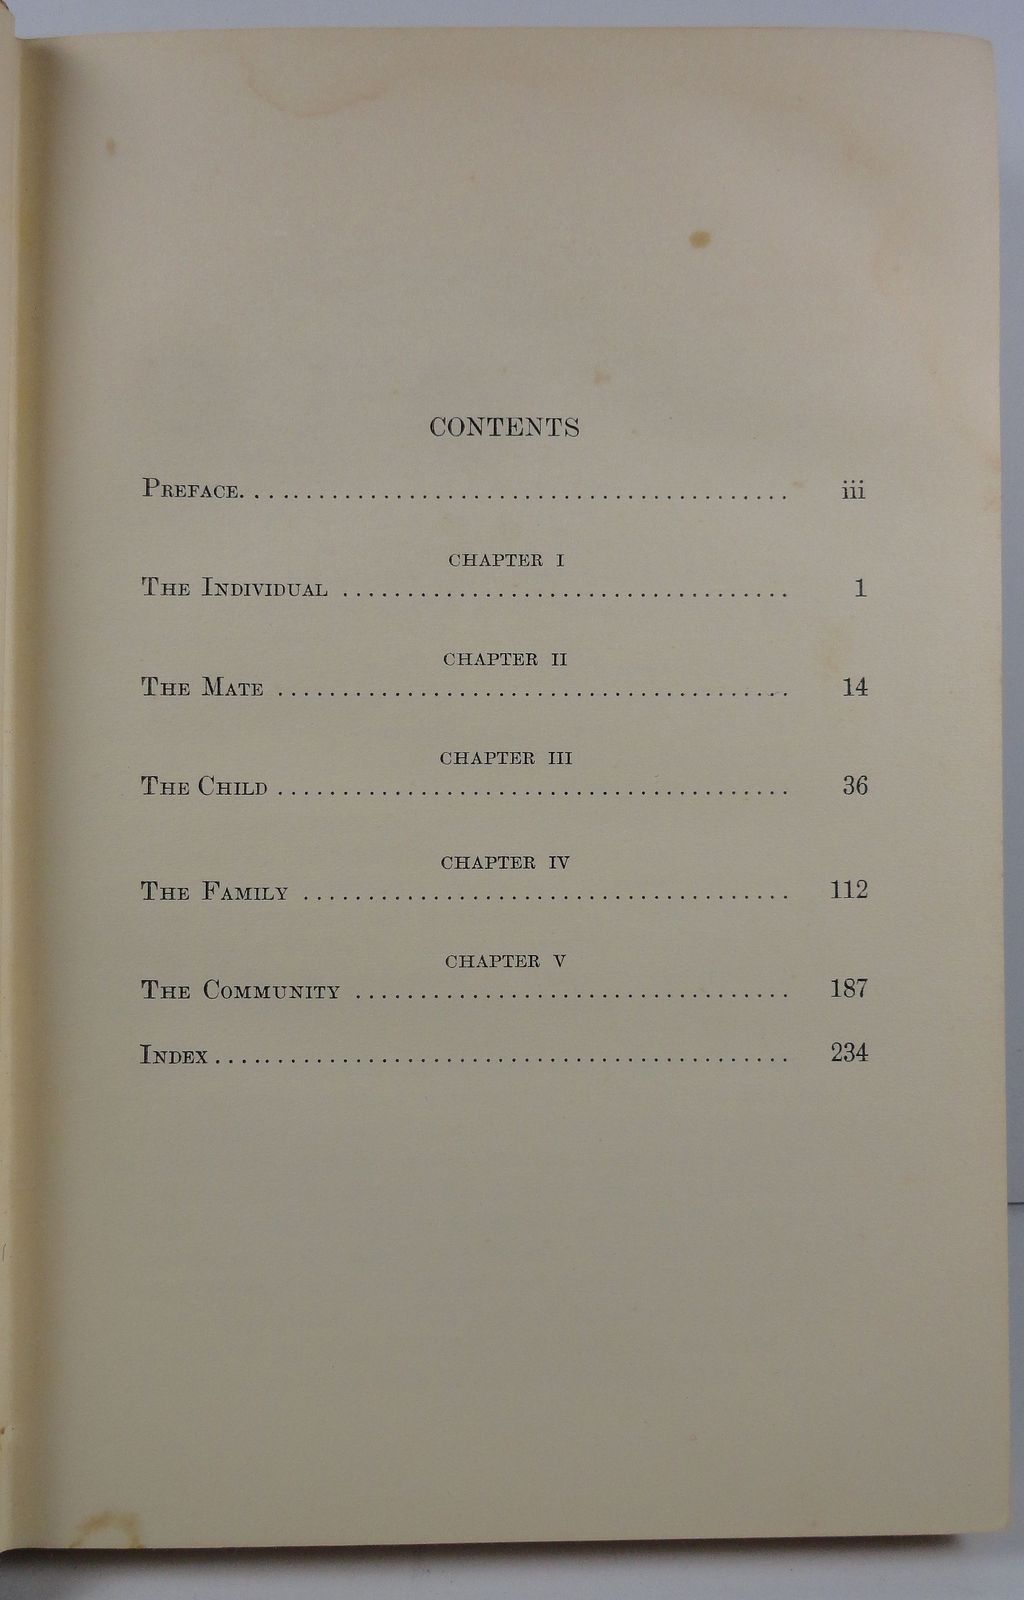 CONTENTS
PREFACE. . . . . . . . . . . . . . . . . . . . . . . . . . . . . . . . . . . . . . . . . . iii
CHAPTER I
THE INDIVIDUAL . . . . . . . . . . . . . . . . . . . . . . . . . . . . . . . . . . . 1
CHAPTER II
THE MATE . . . . . . . . . . . . . . . . . . . . . . . . . . . . . . . . . . . . . . . . 14
CHAPTER III
THE CHILD . . . . . . . . . . . . . . . . . . . . . . . . . . . . . . . . . . . . . . . . 36
CHAPTER IV
THE FAMILY . . . . . . . . . . . . . . . . . . . . . . . . . . . . . . . . . . . . . . 112
CHAPTER V
THE COMMUNITY . . . . . . . . . . . . . . . . . . . . . . . . . . . . . . . . . . 187
INDEX . . . . . . . . . . . . . . . . . . . . . . . . . . . . . . . . . . . . . . . . . . . . . 234